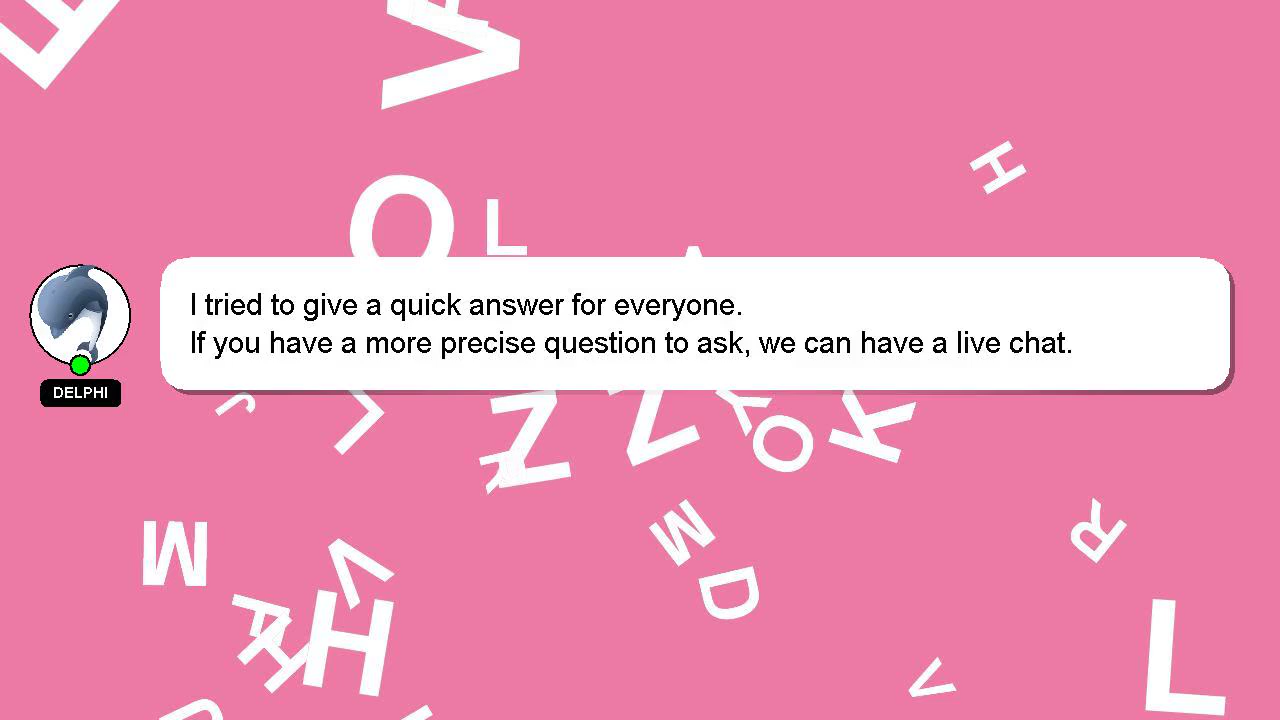 I tried to give a quick answer for everyone.
If you have a more precise question to ask, we can have a live chat.
DELPHI